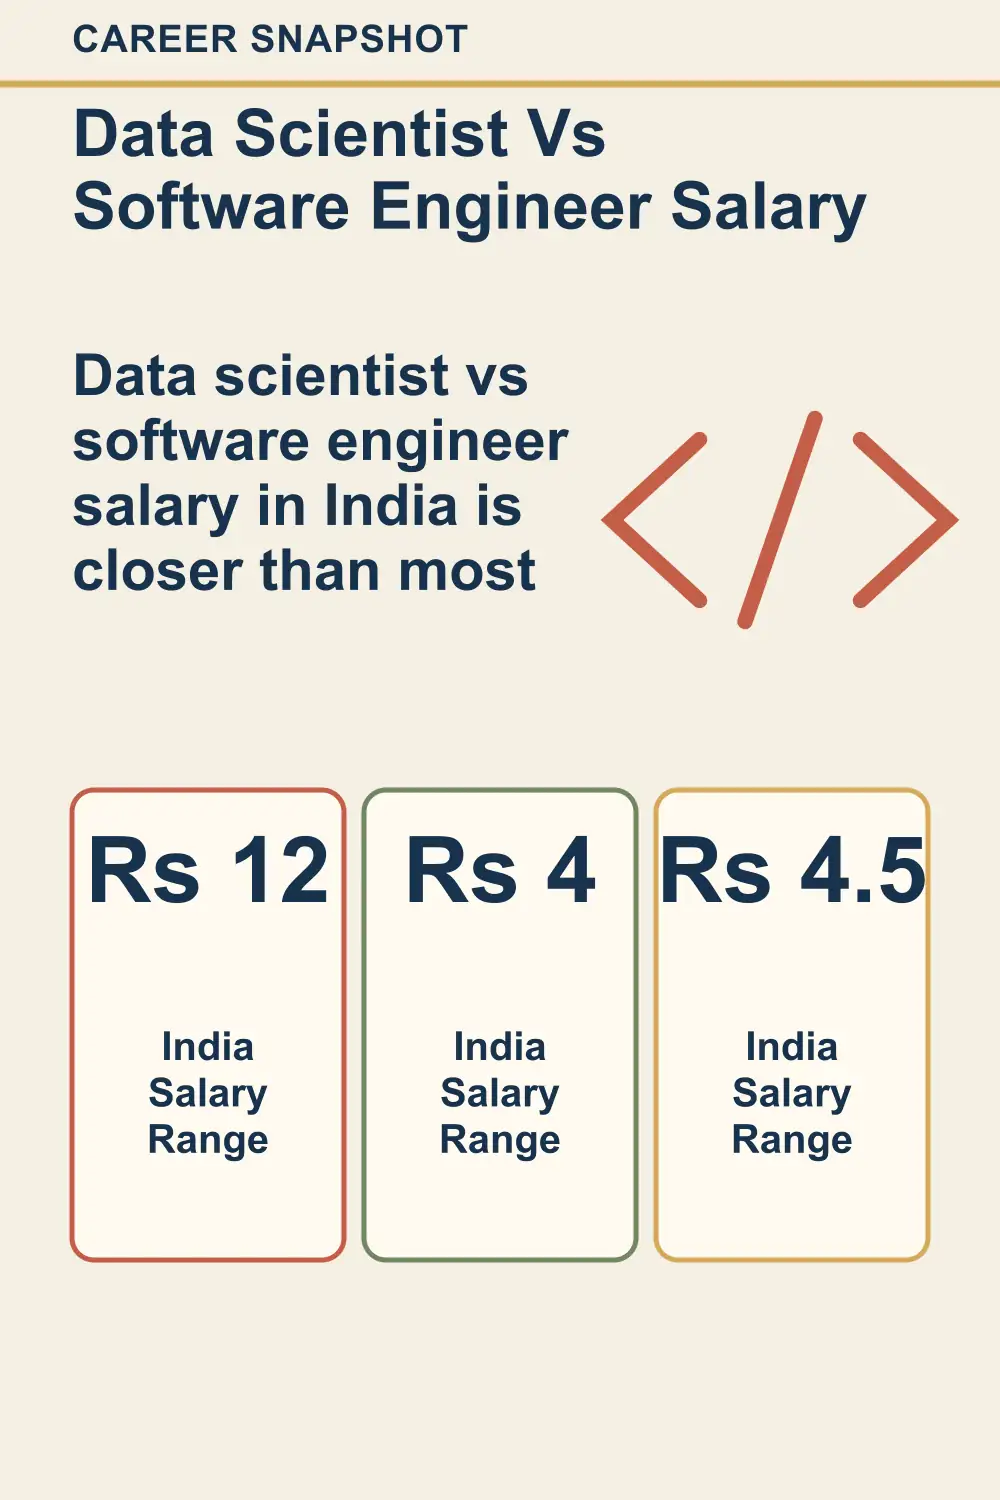 CAREER SNAPSHOT
Data Scientist Vs
Software Engineer Salary
Data scientist vs
software engineer
salary in India is
closer than most
Rs 12
India
Salary
Range
Rs 4
India
Salary
Range
Rs 4.5
India
Salary
Range